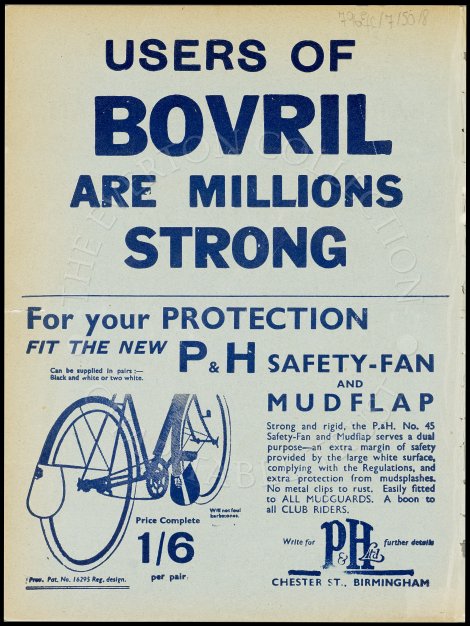 USERS OF
BOVRIL
ARE MILLIONS
STRONG
For your PROTECTION
FIT THE NEW P & H SAFETY-FAN
AND
MUDFLAP
Can be supplied in pairs :—
Black and white or two white.
Strong and rigid, the P.&H. No. 45
Safety-Fan and Mudflap serves a dual
purpose—an extra margin of safety
provided by the large white surface,
complying with the Regulations, and
extra protection from mudsplashes.
No metal clips to rust. Easily fitted
to ALL MUDGUARDS. A boon to
all CLUB RIDERS.
Will not foul
Price Complete
1/6
per pair
Prov. Pat. No. 16295 Reg. design.
Write for P&H Ltd further details
CHESTER ST., BIRMINGHAM
THE EVERTON COLLECTION